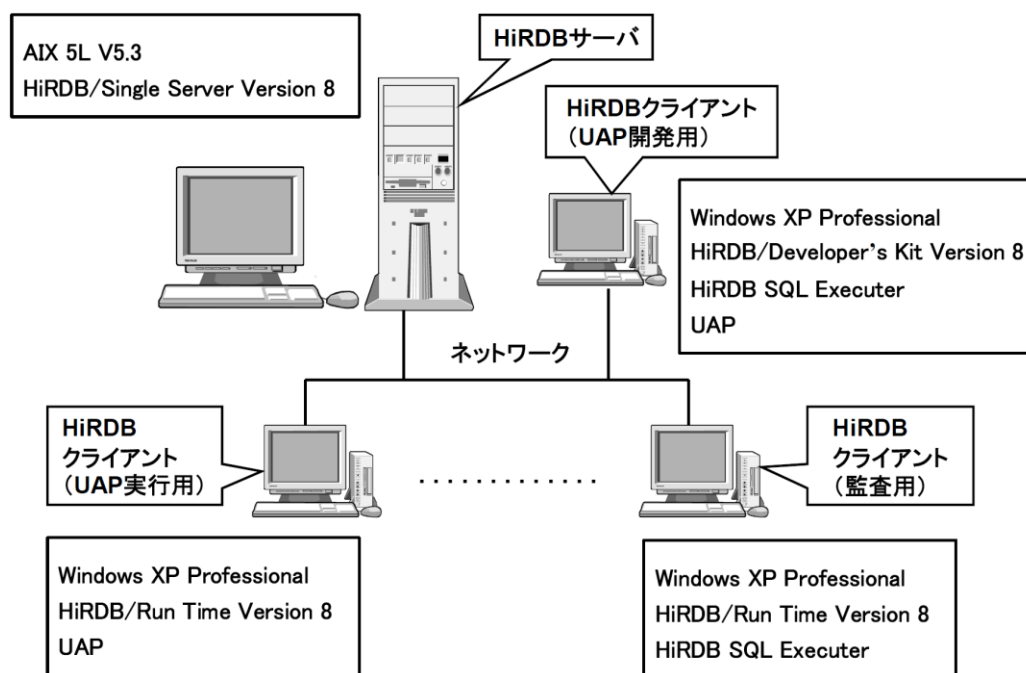 AIX 5L V5.3
HiRDB/Single Server Version 8
HiRDBサーバ
HiRDBクライアント
(UAP開発用)
Windows XP Professional
HiRDB/Developer's Kit Version 8
HiRDB SQL Executer
UAP
ネットワーク
HiRDB
クライアント
(UAP実行用)
HiRDB
クライアント
(監査用)
Windows XP Professional
HiRDB/Run Time Version 8
UAP
Windows XP Professional
HiRDB/Run Time Version 8
HiRDB SQL Executer